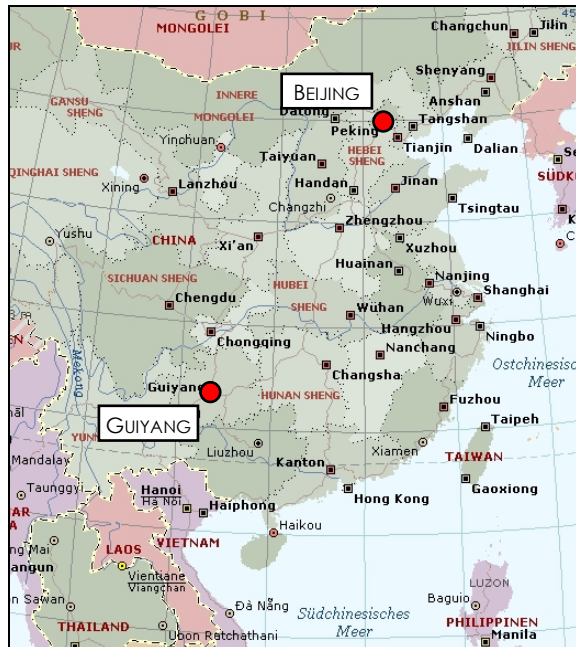 GOBI
MONGOLEI
45
Changchun
Jilin
JILIN SHENG
Shenyang
Anshan
BEIJING
INNERE
MONGOLEI
GANSU
SHENG
Datong
Peking
Tangshan
Tianjin
Dalian
HEBEI
SHENG
Yinchuan
Taiyuan
SÜDK
QINGHAI SHENG
Xining
Lanzhou
Handan
Jinan
Changzhi
Tsingtau
Yushu
CHINA
Xi'an
Zhengzhou
Xuzhou
Huainan
SICHUAN SHENG
HUBEI
SHENG
Nanjing
Wuxi
Shanghai
Chengdu
Wuhan
Hangzhou
Ningbo
Chongqing
Nanchang
Changsha
Mekong
Ostchinesisches
Meer
Guiyang
HUNAN SHENG
GUIYANG
Fuzhou
Taipeh
YUNN
Liuzhou
Xiamen
TAIWAN
Mandalay
Kanton
Gaoxiong
Taunggyi
Hanoi
Hà Nôi
Haiphong
Hong Kong
Haikou
VIETNAM
LAOS
Vientiane
Viangchan
LUZON
Baguio
Đà Nẵng
Südchinesisches
Meer
PHILIPPINEN
Manila
THAILAND
Ubon Ratchathani